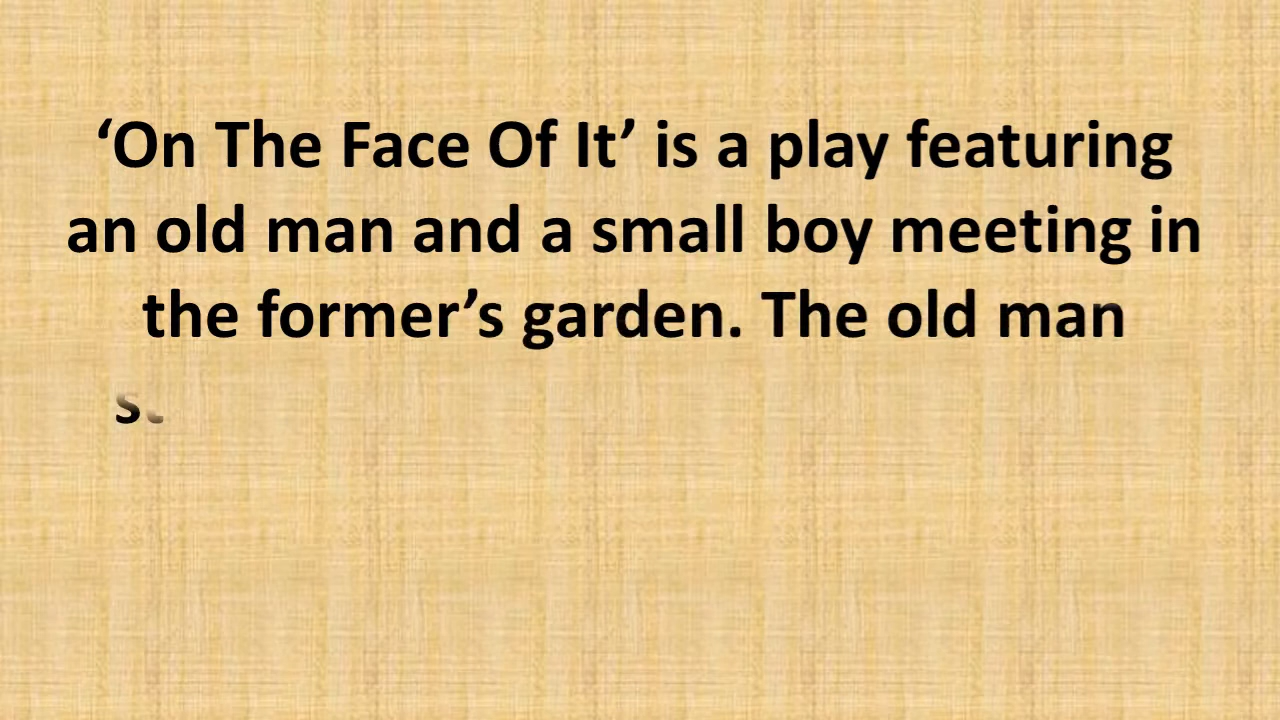 ‘On The Face Of It’ is a play featuring
an old man and a small boy meeting in
the former’s garden. The old man